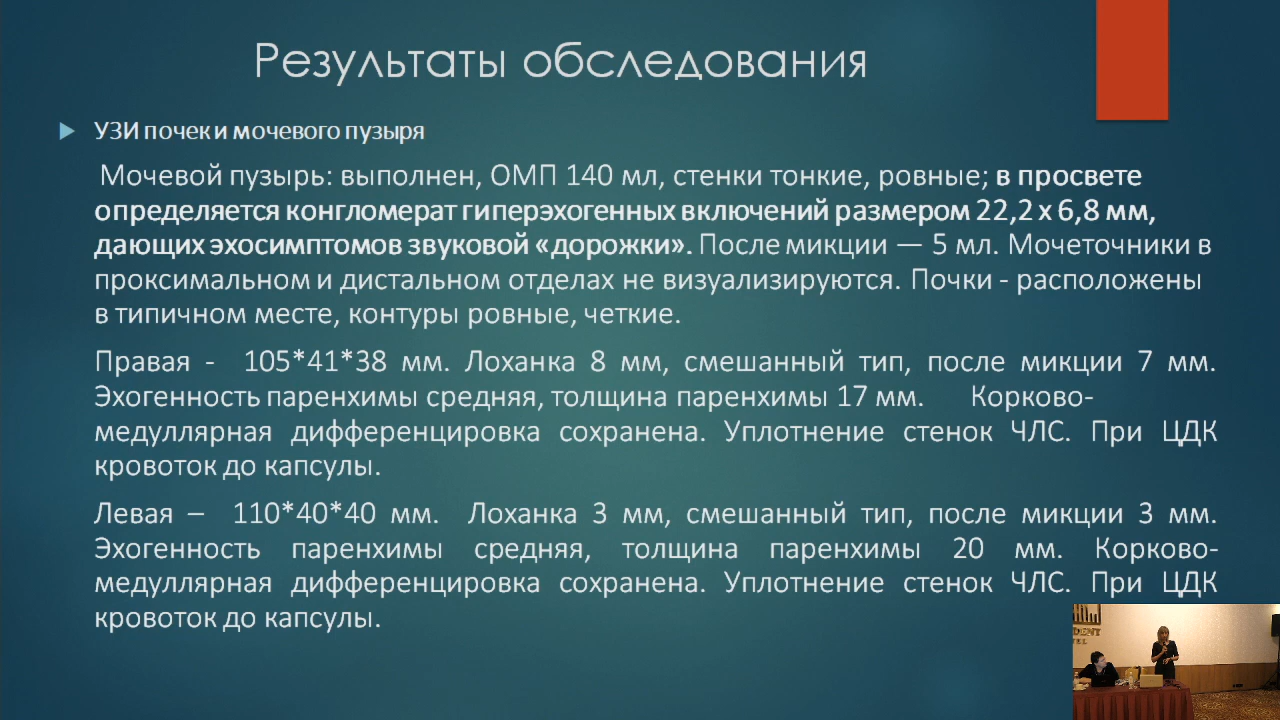 Результаты обследования
УЗИ почек и мочевого пузыря
Мочевой пузырь: выполнен, ОМП 140 мл, стенки тонкие, ровные; в просвете
определяется конгломерат гиперэхогенных включений размером 22,2 х 6,8 мм,
дающих эхосимптомов звуковой «дорожки». После микции — 5 мл. Мочеточники в
проксимальном и дистальном отделах не визуализируются. Почки - расположены
в типичном месте, контуры ровные, четкие.
Правая - 105*41*38 мм. Лоханка 8 мм, смешанный тип, после микции 7 мм.
Эхогенность паренхимы средняя, толщина паренхимы 17 мм. Корково-
медуллярная дифференцировка сохранена. Уплотнение стенок ЧЛС. При ЦДК
кровоток до капсулы.
Левая – 110*40*40 мм. Лоханка 3 мм, смешанный тип, после микции 3 мм.
Эхогенность паренхимы средняя, толщина паренхимы 20 мм. Корково-
медуллярная дифференцировка сохранена. Уплотнение стенок ЧЛС. При ЦДК
кровоток до капсулы.